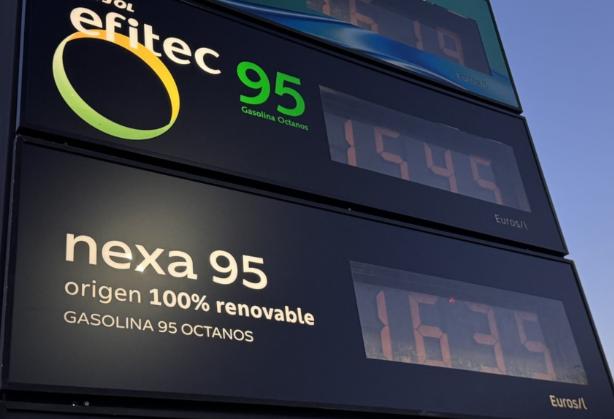 efitec
95
Gasolina Octanos
1545
Euros/l
nexa 95
origen 100% renovable
GASOLINA 95 OCTANOS
1635
Euros/l